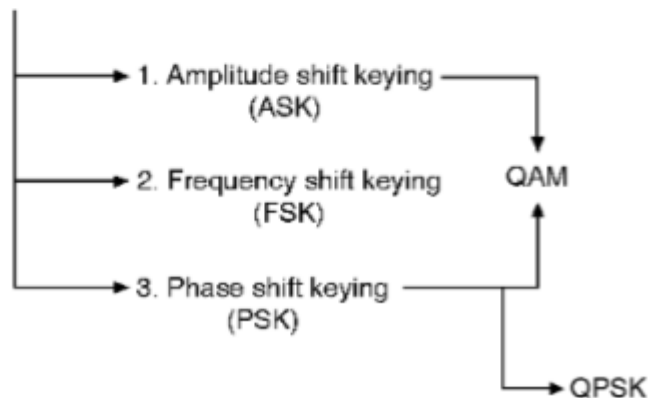 1. Amplitude shift keying
(ASK)
2. Frequency shift keying
(FSK)
QAM
3. Phase shift keying
(PSK)
QPSK